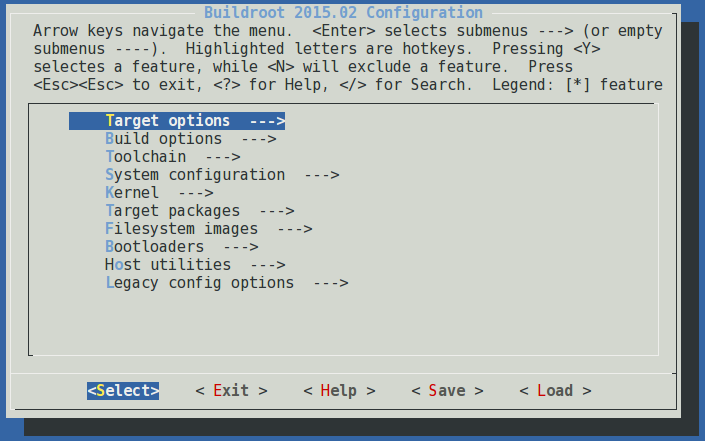 Buildroot 2015.02 Configuration
Arrow keys navigate the menu.  <Enter> selects submenus ---> (or empty
submenus ----).  Highlighted letters are hotkeys.  Pressing <Y>
selectes a feature, while <N> will exclude a feature.  Press
<Esc><Esc> to exit, <?> for Help, </> for Search.  Legend: [*] feature
Target options  --->
Build options  --->
Toolchain  --->
System configuration  --->
Kernel  --->
Target packages  --->
Filesystem images  --->
Bootloaders  --->
Host utilities  --->
Legacy config options  --->
<Select>    < Exit >    < Help >    < Save >    < Load >